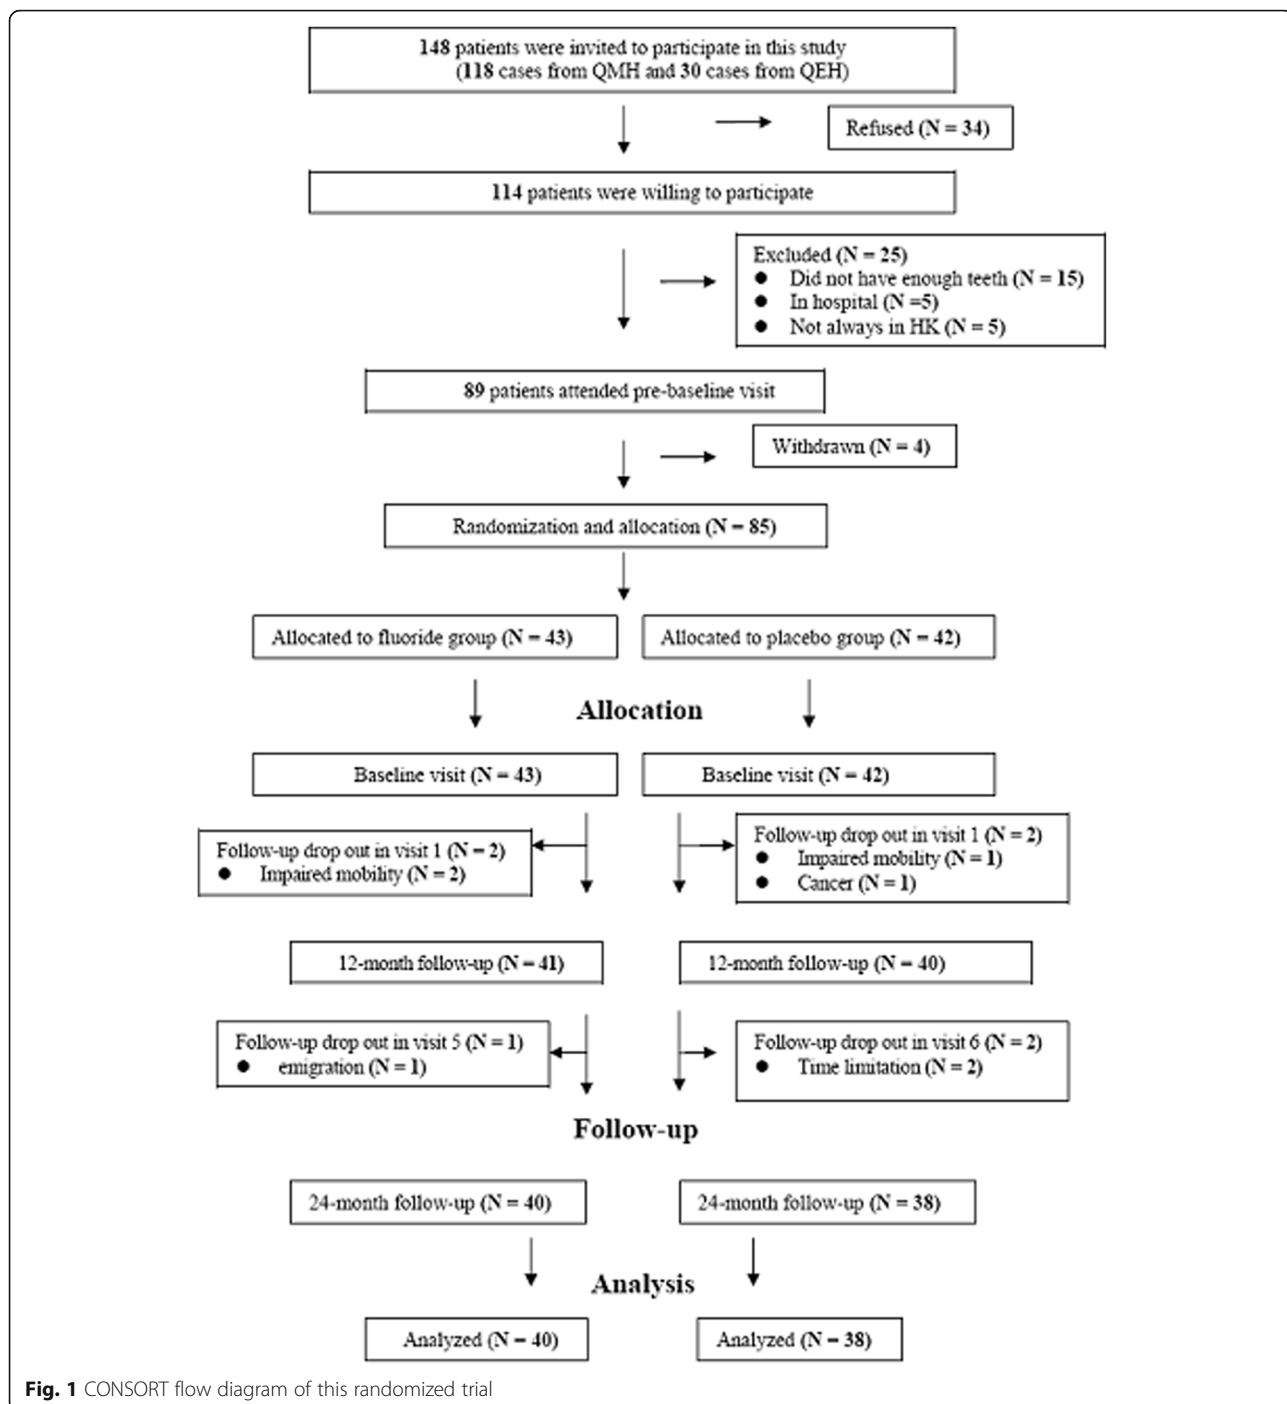 148 patients were invited to participate in this study
(118 cases from QMH and 30 cases from QEH)
Refused (N = 34)
114 patients were willing to participate
Excluded (N = 25)
● Did not have enough teeth (N = 15)
● In hospital (N =5)
● Not always in HK (N = 5)
89 patients attended pre-baseline visit
Withdrawn (N = 4)
Randomization and allocation (N = 85)
Allocated to fluoride group (N = 43)
Allocated to placebo group (N = 42)
Allocation
Baseline visit (N = 43)
Baseline visit (N = 42)
Follow-up drop out in visit 1 (N = 2)
● Impaired mobility (N = 2)
Follow-up drop out in visit 1 (N = 2)
● Impaired mobility (N = 1)
● Cancer (N = 1)
12-month follow-up (N = 41)
12-month follow-up (N = 40)
Follow-up drop out in visit 5 (N = 1)
● emigration (N = 1)
Follow-up drop out in visit 6 (N = 2)
● Time limitation (N = 2)
Follow-up
24-month follow-up (N = 40)
24-month follow-up (N = 38)
Analysis
Analyzed (N = 40)
Analyzed (N = 38)
Fig. 1 CONSORT flow diagram of this randomized trial